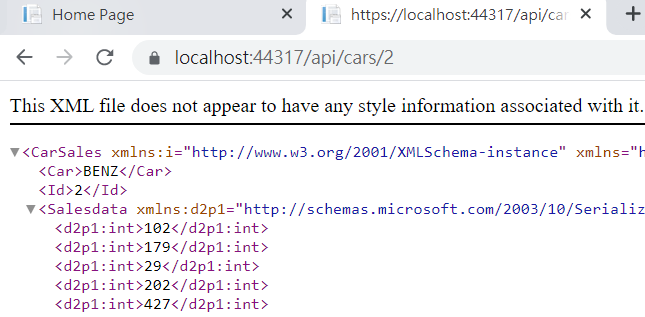 Home Page
https://localhost:44317/api/car
localhost:44317/api/cars/2
This XML file does not appear to have any style information associated with it.
<CarSales xmlns:i="http://www.w3.org/2001/XMLSchema-instance" xmlns="h
<Car>BENZ</Car>
<Id>2</Id>
<Salesdata xmlns:d2p1="http://schemas.microsoft.com/2003/10/Serializ
<d2p1:int>102</d2p1:int>
<d2p1:int>179</d2p1:int>
<d2p1:int>29</d2p1:int>
<d2p1:int>202</d2p1:int>
<d2p1:int>427</d2p1:int>